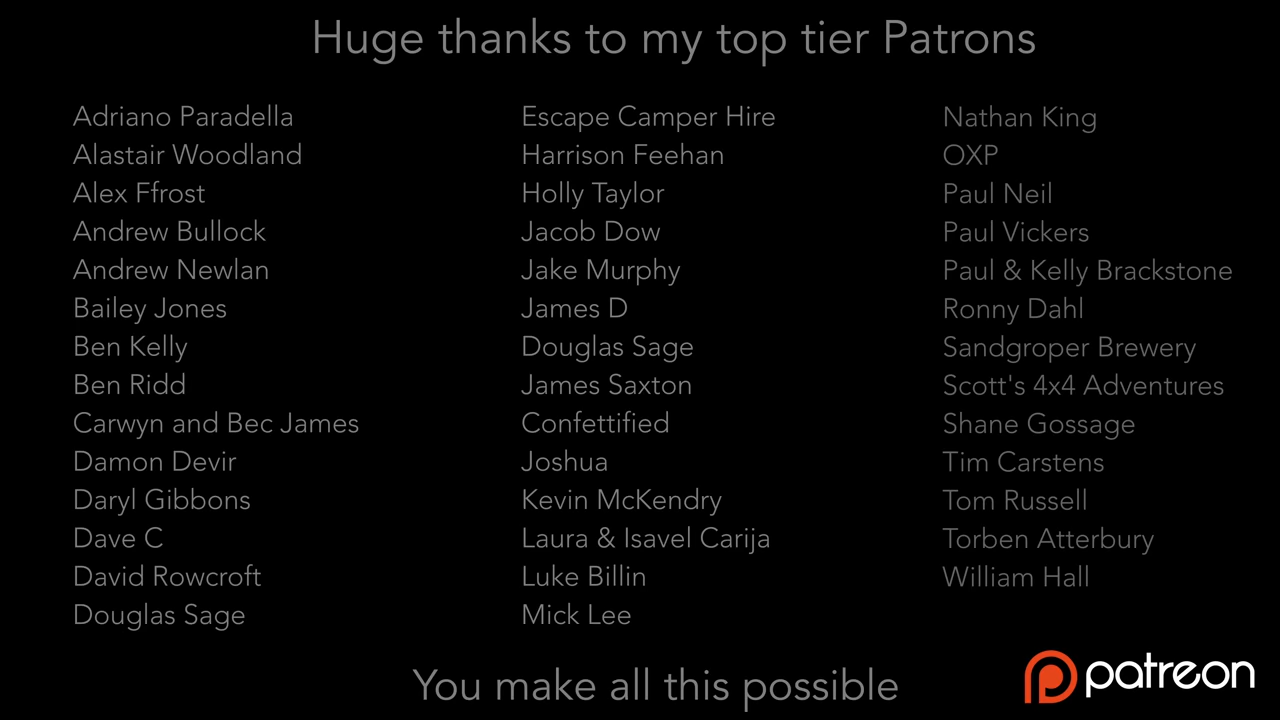 Huge thanks to my top tier Patrons
Adriano Paradella
Alastair Woodland
Alex Ffrost
Andrew Bullock
Andrew Newlan
Bailey Jones
Ben Kelly
Ben Ridd
Carwyn and Bec James
Damon Devir
Daryl Gibbons
Dave C
David Rowcroft
Douglas Sage
Escape Camper Hire
Harrison Feehan
Holly Taylor
Jacob Dow
Jake Murphy
James D
Douglas Sage
James Saxton
Confettified
Joshua
Kevin McKendry
Laura & Isavel Carija
Luke Billin
Mick Lee
Nathan King
OXP
Paul Neil
Paul Vickers
Paul & Kelly Brackstone
Ronny Dahl
Sandgroper Brewery
Scott's 4x4 Adventures
Shane Gossage
Tim Carstens
Tom Russell
Torben Atterbury
William Hall
You make all this possible
patreon